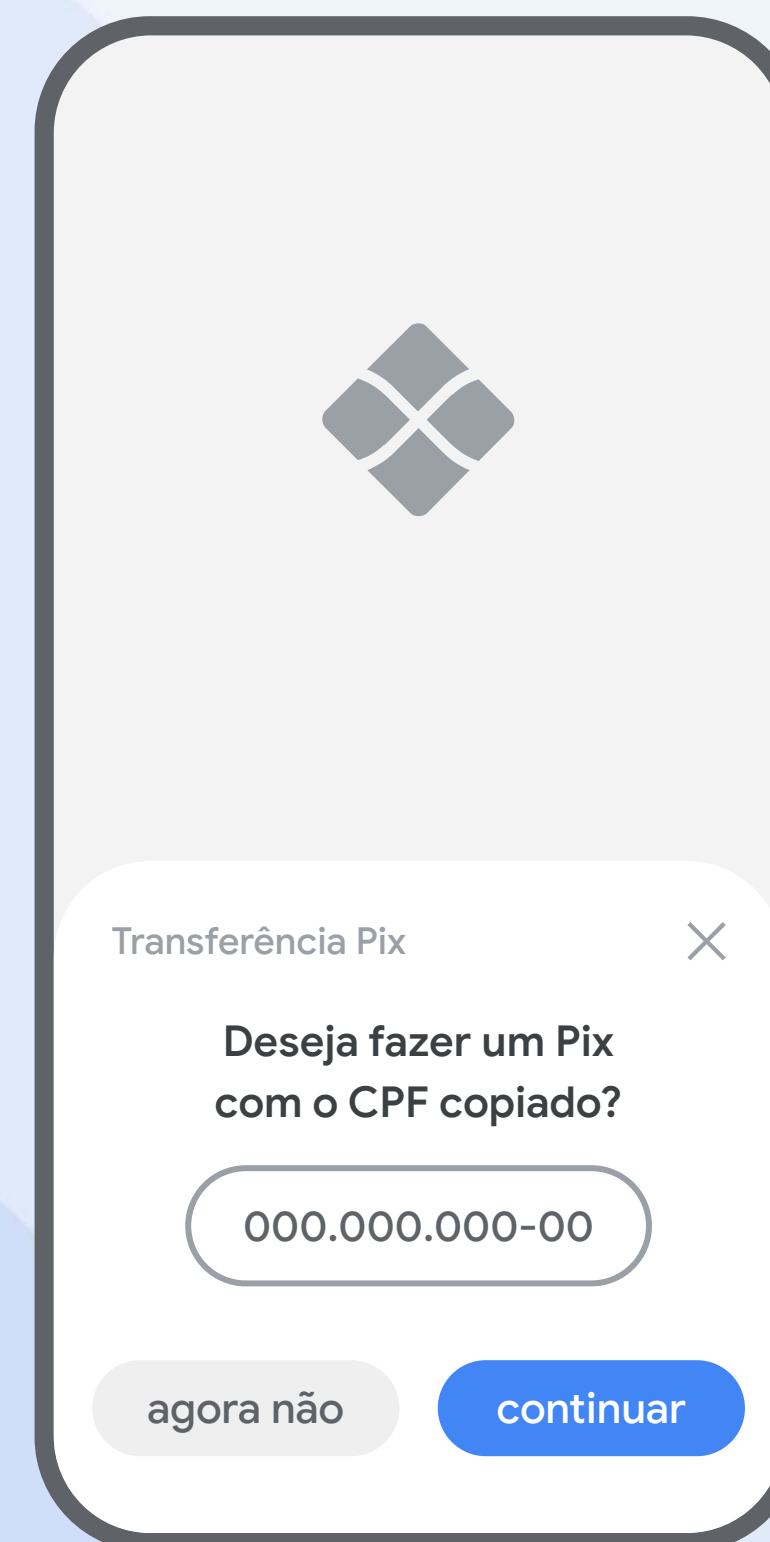 Transferência Pix
Deseja fazer um Pix
com o CPF copiado?
000.000.000-00
agora não
continuar